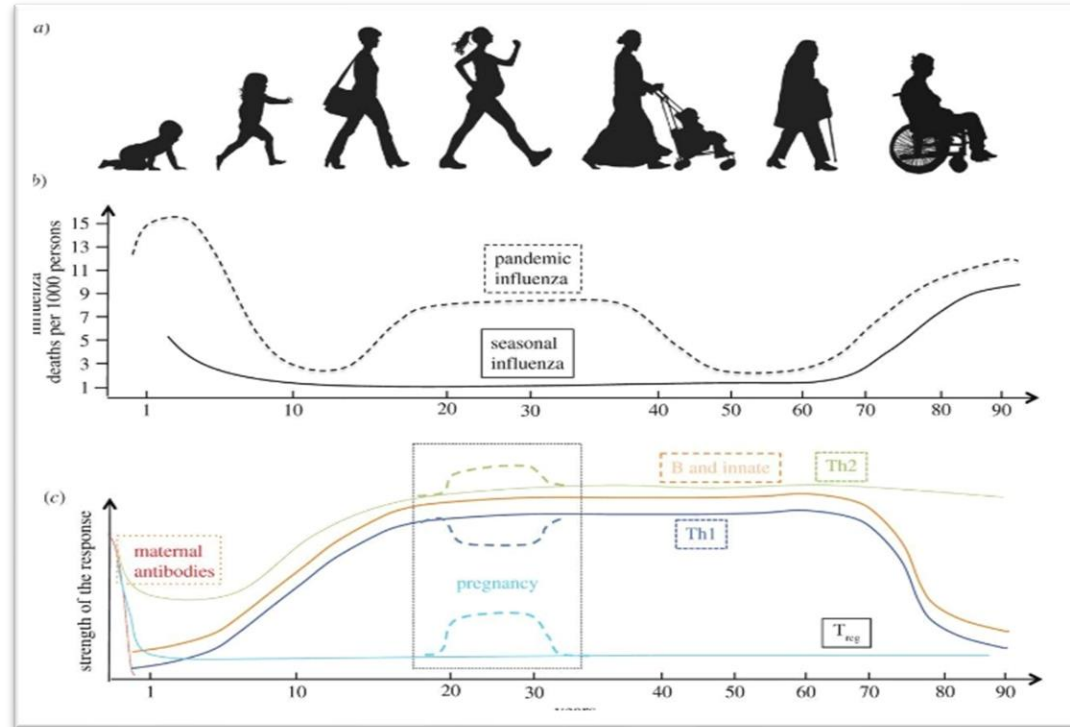 a)
b)
influenza
deaths per 1000 persons
15
13
11
9
7
5
3
1
pandemic
influenza
seasonal
influenza
1 10 20 30 40 50 60 70 80 90
(c)
strength of the response
maternal
antibodies
B and innate
Th2
Th1
pregnancy
Treg
1 10 20 30 40 50 60 70 80 90